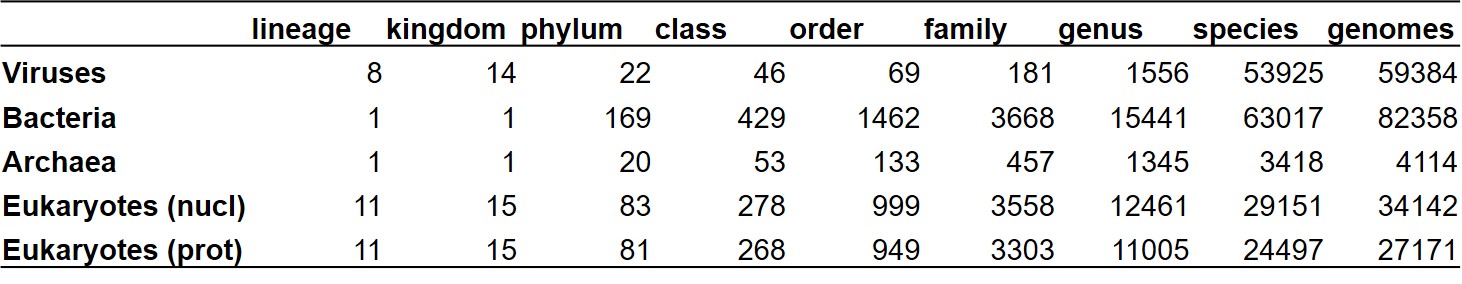 lineage kingdom phylum class order family genus species genomes
Viruses 8 14 22 46 69 181 1556 53925 59384
Bacteria 1 1 169 429 1462 3668 15441 63017 82358
Archaea 1 1 20 53 133 457 1345 3418 4114
Eukaryotes (nucl) 11 15 83 278 999 3558 12461 29151 34142
Eukaryotes (prot) 11 15 81 268 949 3303 11005 24497 27171